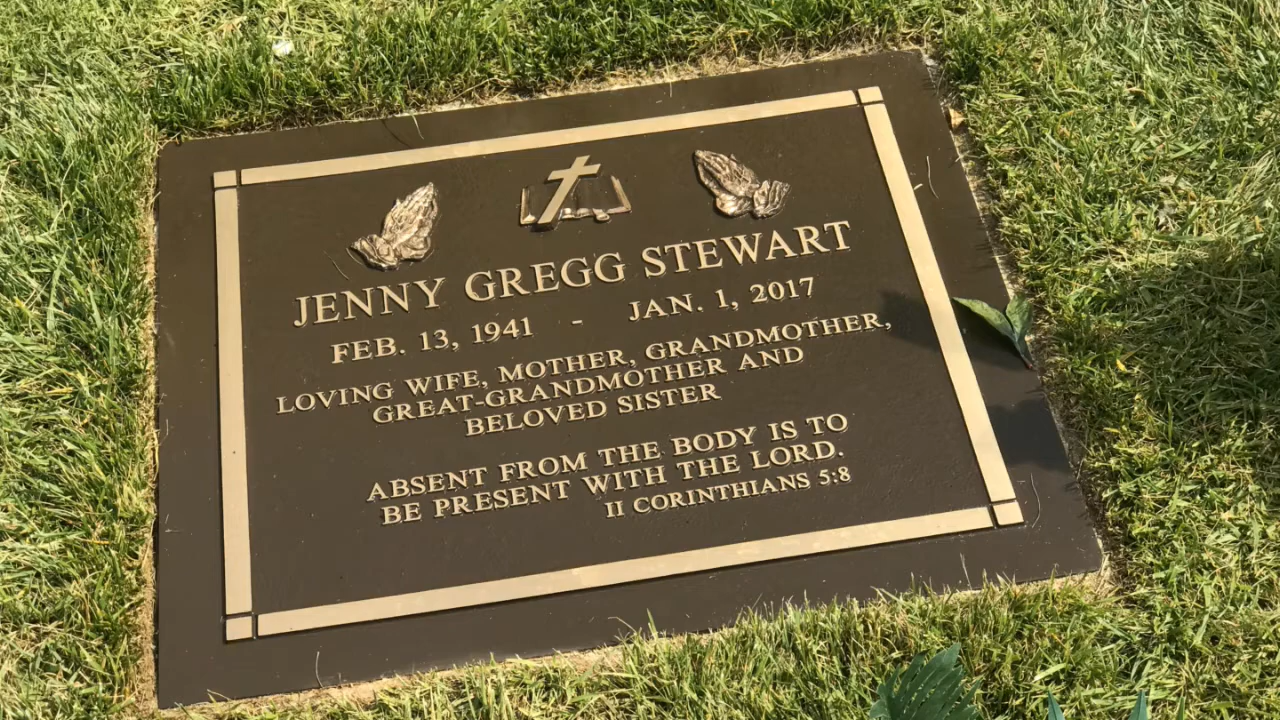 JENNY GREGG STEWART
FEB. 13, 1941 - JAN. 1, 2017
LOVING WIFE, MOTHER, GRANDMOTHER,
GREAT-GRANDMOTHER AND
BELOVED SISTER
ABSENT FROM THE BODY IS TO
BE PRESENT WITH THE LORD.
II CORINTHIANS 5:8